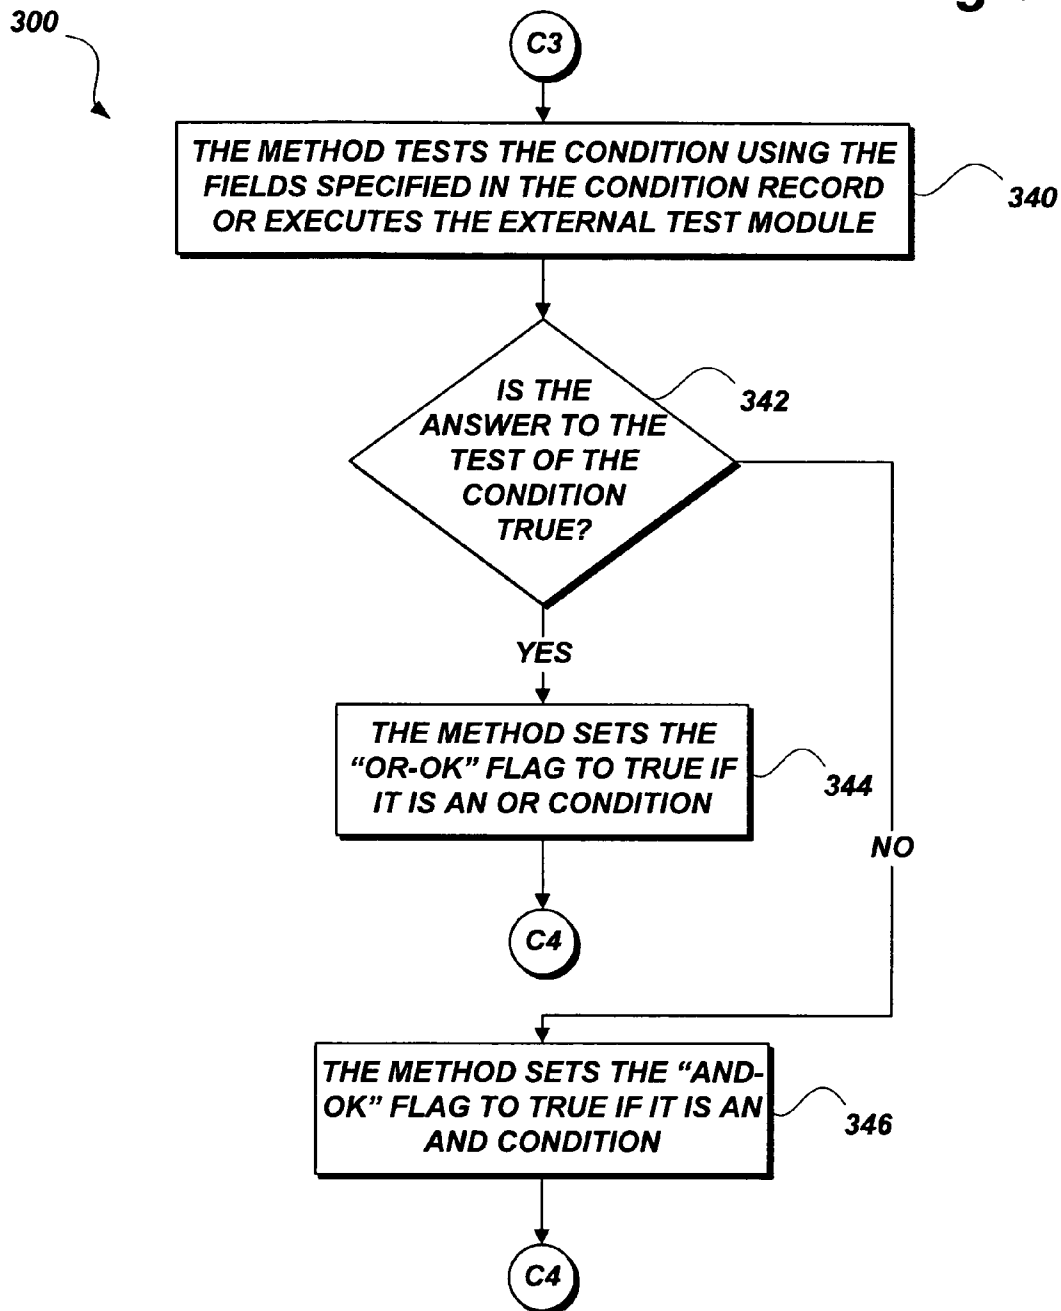 300
C3
THE METHOD TESTS THE CONDITION USING THE
FIELDS SPECIFIED IN THE CONDITION RECORD
OR EXECUTES THE EXTERNAL TEST MODULE
340
IS THE
ANSWER TO THE
TEST OF THE
CONDITION
TRUE?
342
YES
THE METHOD SETS THE
“OR-OK” FLAG TO TRUE IF
IT IS AN OR CONDITION
344
NO
C4
THE METHOD SETS THE “AND-
OK” FLAG TO TRUE IF IT IS AN
AND CONDITION
346
C4